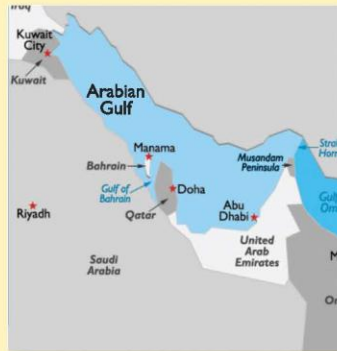 Iraq
Kuwait
City
Kuwait
Arabian
Gulf
Manama
Bahrain
Gulf of
Bahrain
Doha
Qatar
Musandam
Peninsula
Abu
Dhabi
Riyadh
United
Arab
Emirates
Saudi
Arabia